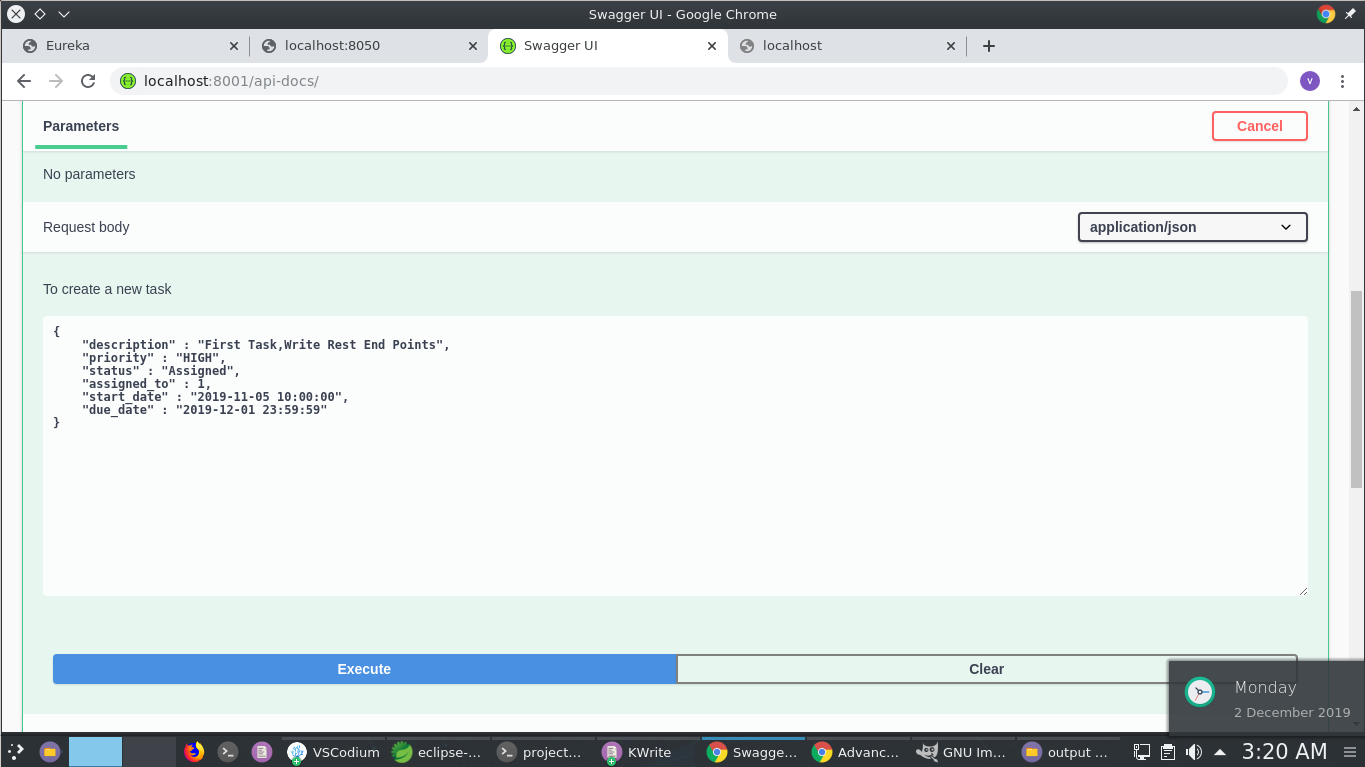 Swagger UI - Google Chrome
Eureka
localhost:8050
Swagger UI
localhost
localhost:8001/api-docs/
V
Parameters
Cancel
No parameters
Request body
application/json
To create a new task
{
"description" : "First Task,Write Rest End Points",
"priority" : "HIGH",
"status" : "Assigned",
"assigned_to" : 1,
"start_date" : "2019-11-05 10:00:00",
"due_date" : "2019-12-01 23:59:59"
}
Execute
Clear
Monday
2 December 2019
VSCodium
eclipse-...
project...
KWrite
Swagge...
Advanc...
GNU Im...
output ...
3:20 AM